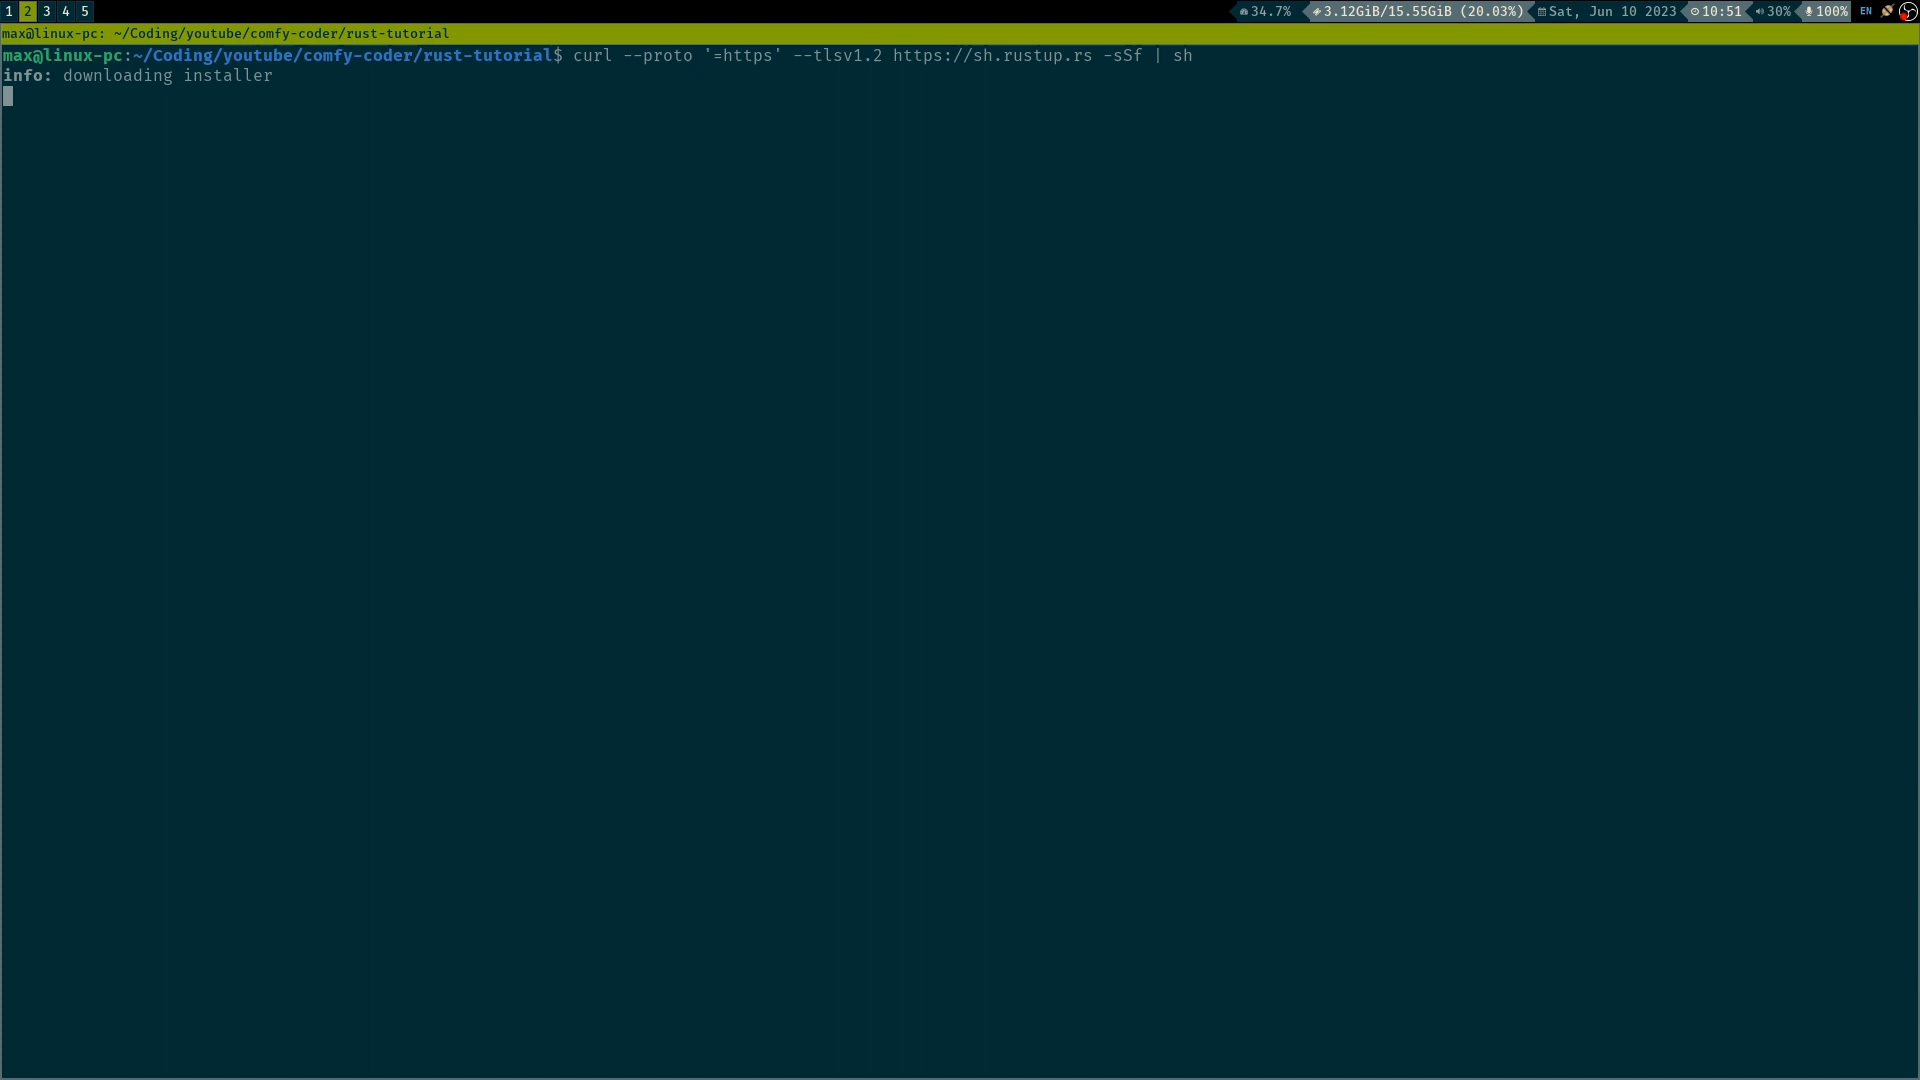 1 2 3 4 5 34.7% 3.12GiB/15.55GiB (20.03%) Sat, Jun 10 2023 10:51 30% 100% EN
max@linux-pc: ~/Coding/youtube/comfy-coder/rust-tutorial
max@linux-pc:~/Coding/youtube/comfy-coder/rust-tutorial$ curl --proto '=https' --tlsv1.2 https://sh.rustup.rs -sSf | sh
info: downloading installer